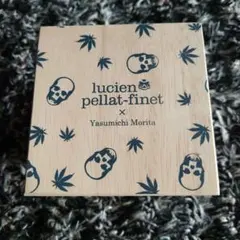 lucien
pellat-finet
×
Yasumichi Morita